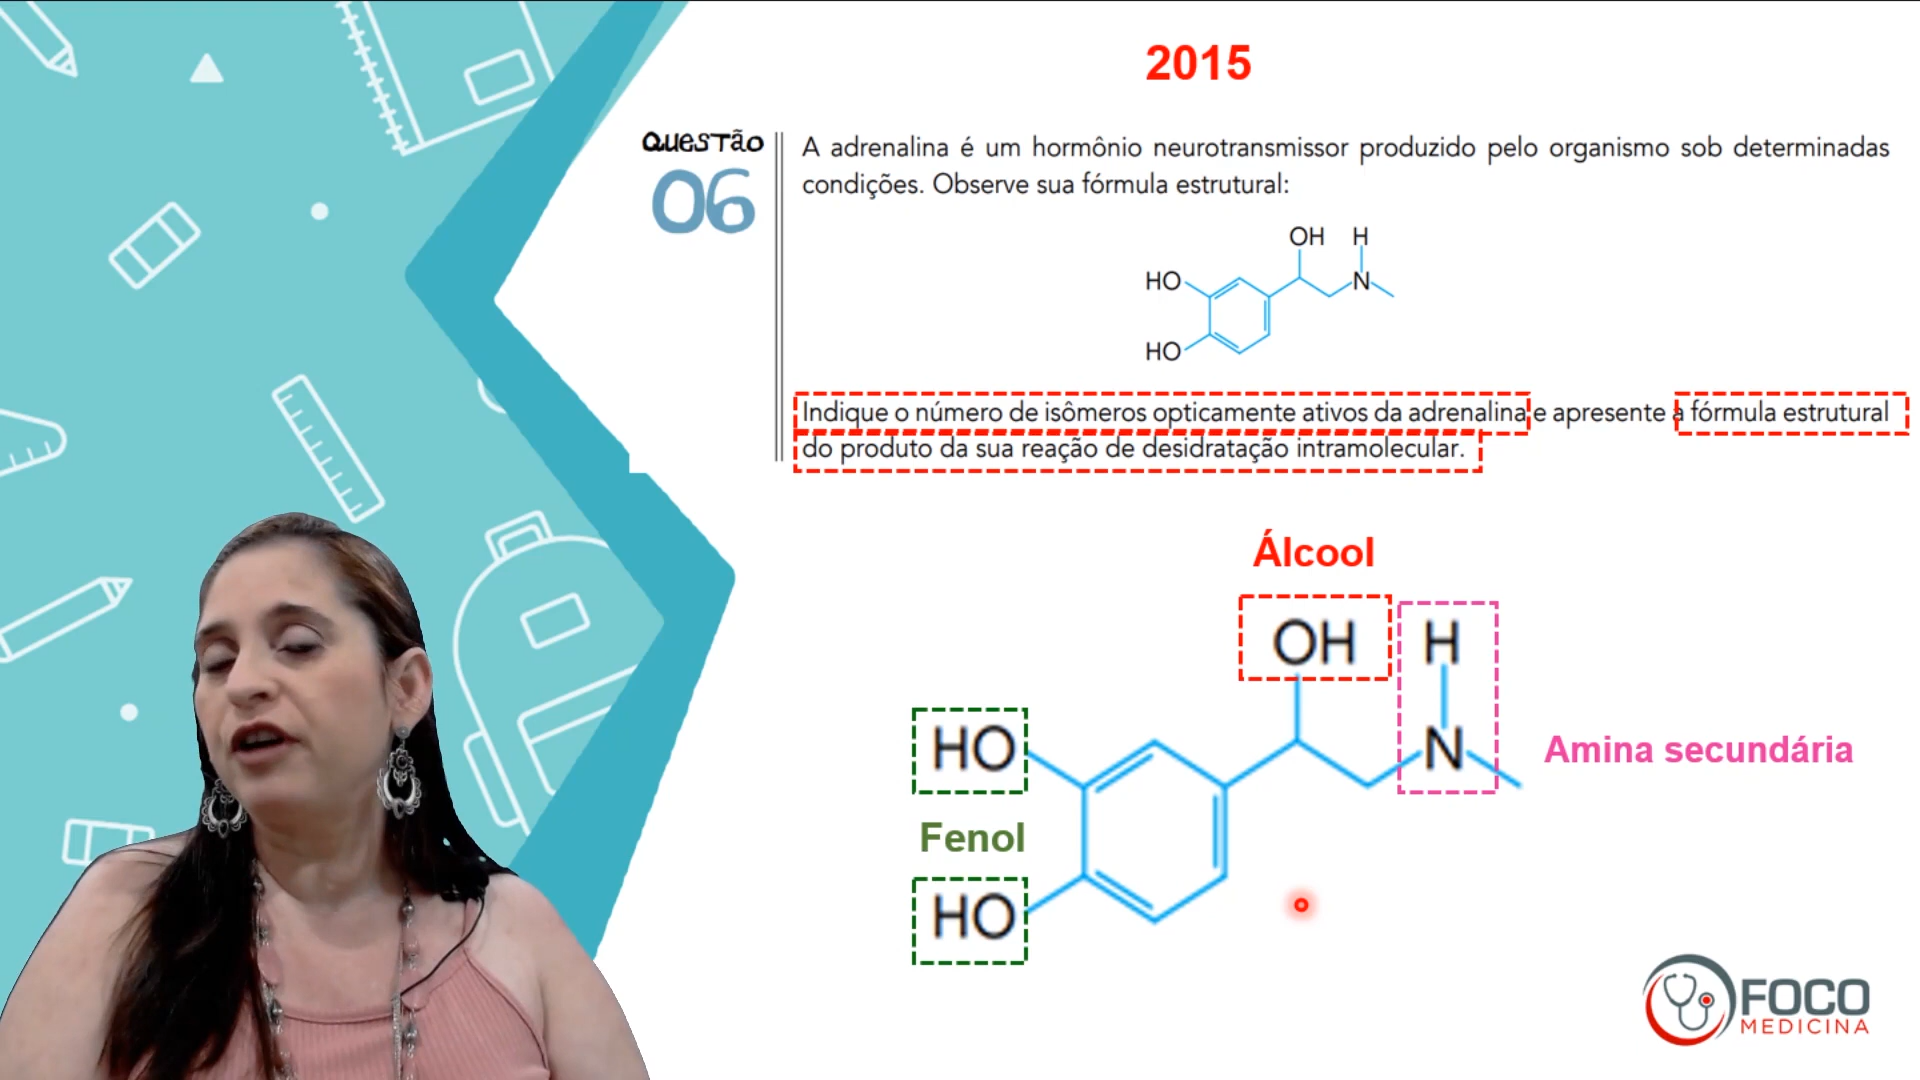 2015
QUESTÃO
06
A adrenalina é um hormônio neurotransmissor produzido pelo organismo sob determinadas
condições. Observe sua fórmula estrutural:
OH H
HO N
HO
Indique o número de isômeros opticamente ativos da adrenalina e apresente a fórmula estrutural
do produto da sua reação de desidratação intramolecular.
Álcool
OH H
HO N Amina secundária
Fenol
HO
FOCO
MEDICINA